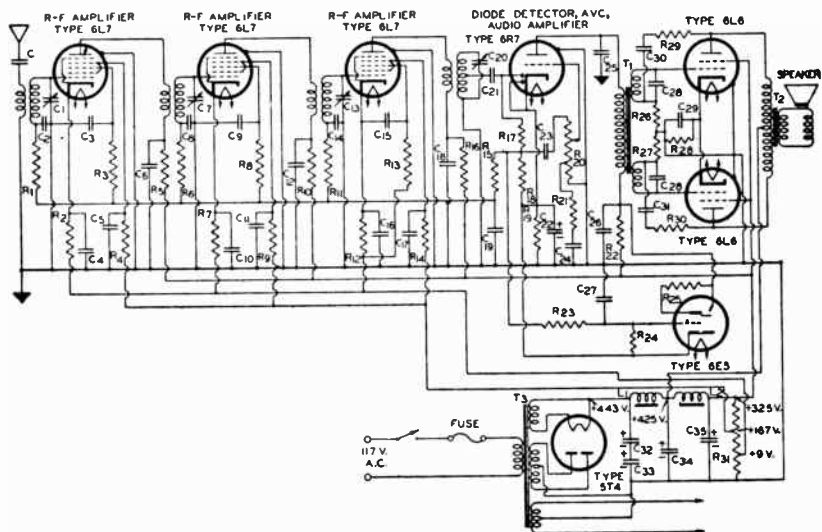 R-F AMPLIFIER
TYPE 6L7
R-F AMPLIFIER
TYPE 6L7
R-F AMPLIFIER
TYPE 6L7
DIODE DETECTOR, AVC,
AUDIO AMPLIFIER
TYPE 6R7
TYPE 6L6
SPEAKER
C
C1
C2
C3
R1
R3
R2
C5
C4
R4
C6
R5
C7
C8
C9
R6
R8
R7
C11
C10
R9
R10
C13
C14
C15
R11
R13
R12
C16
C17
R14
C20
C21
R16
R15
C19
R17
C23
R20
R19
R21
C24
C25
C26
R22
T1
C30
R29
C28
R26
C29
R27
R28
C28
C31
R30
T2
TYPE 6L6
C27
R23
R24
R25
TYPE 6E5
T3
FUSE
117 V.
A.C.
TYPE
5T4
+443 V.
+425 V.
+325 V.
+167 V.
+9 V.
C32
C33
C34
C35
R31